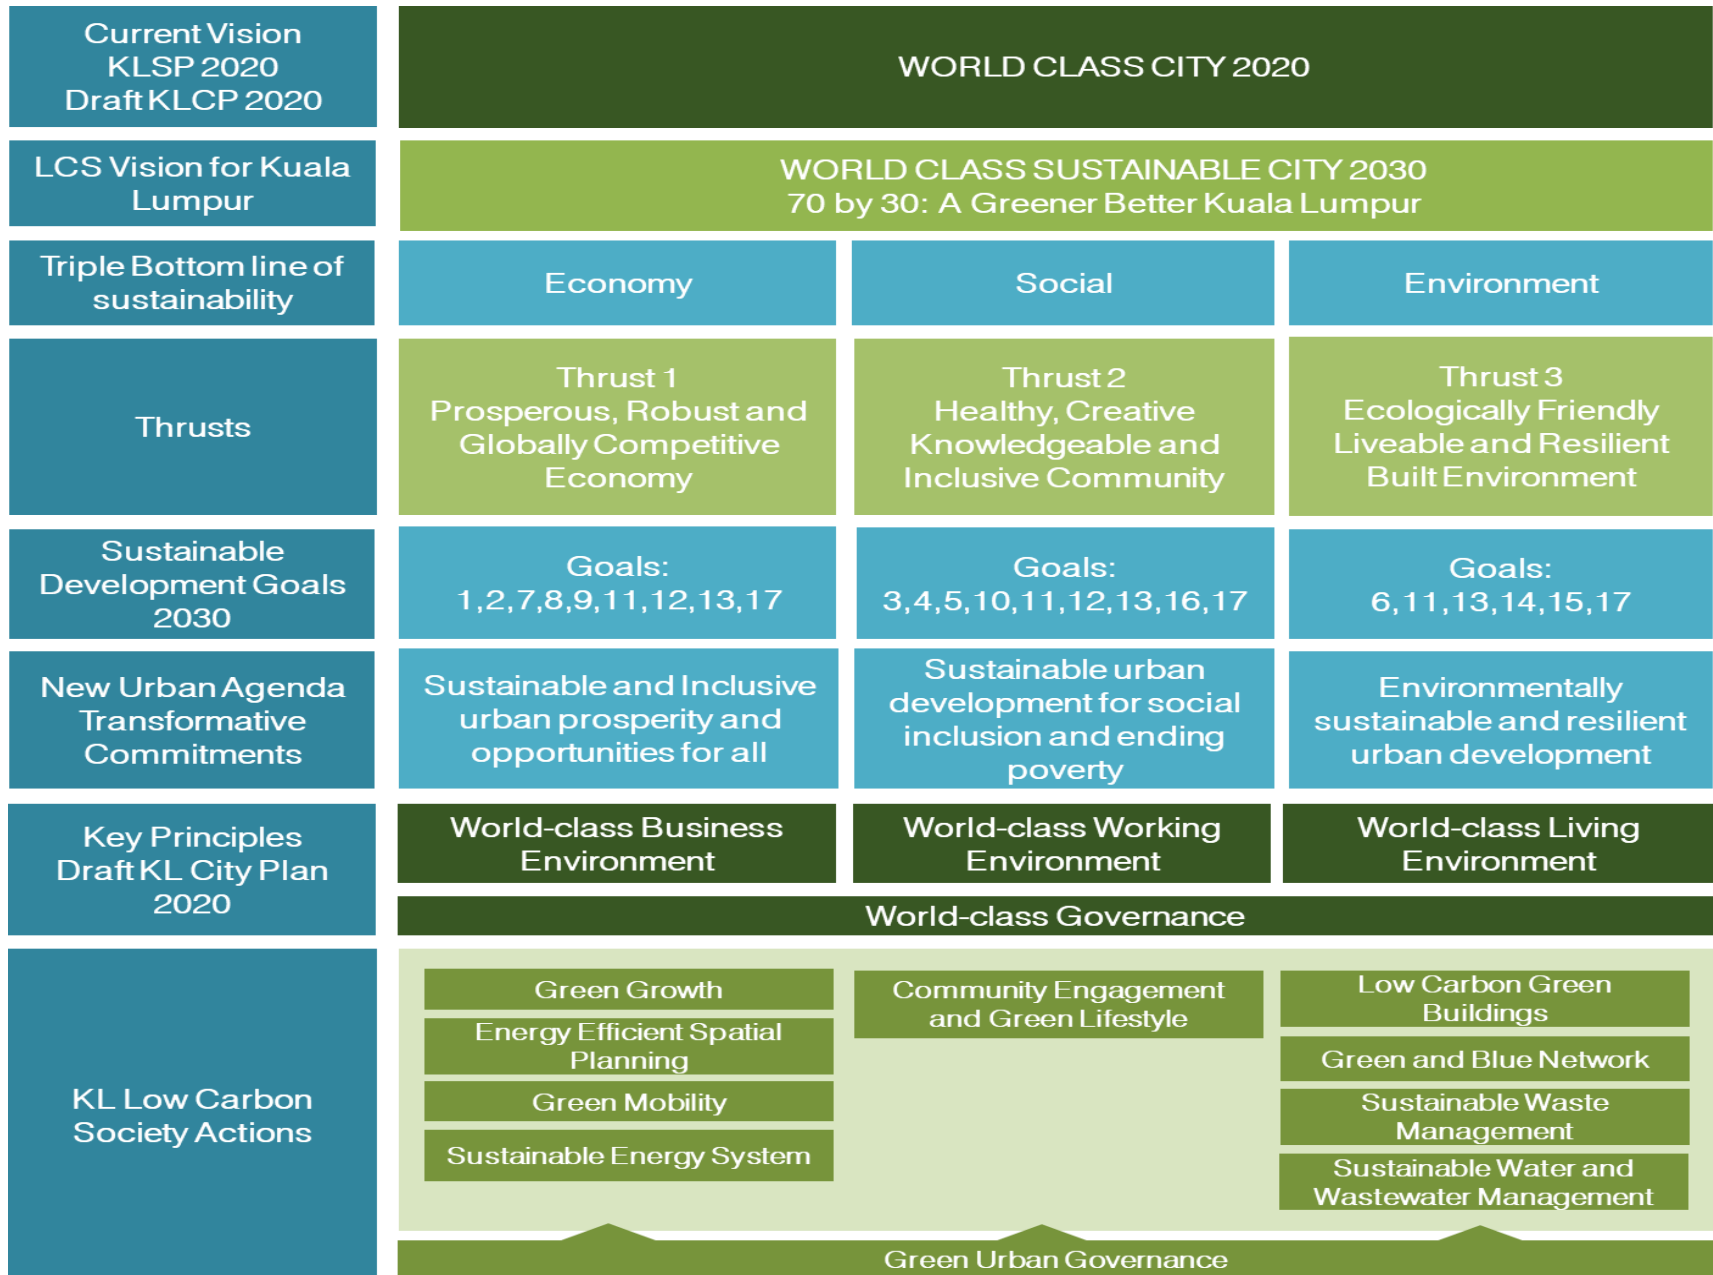 Current Vision
KLSP 2020
Draft KLCP 2020
WORLD CLASS CITY 2020
LCS Vision for Kuala
Lumpur
WORLD CLASS SUSTAINABLE CITY 2030
70 by 30: A Greener Better Kuala Lumpur
Triple Bottom line of
sustainability
Economy
Social
Environment
Thrusts
Thrust 1
Prosperous, Robust and
Globally Competitive
Economy
Thrust 2
Healthy, Creative
Knowledgeable and
Inclusive Community
Thrust 3
Ecologically Friendly
Liveable and Resilient
Built Environment
Sustainable
Development Goals
2030
Goals:
1,2,7,8,9,11,12,13,17
Goals:
3,4,5,10,11,12,13,16,17
Goals:
6,11,13,14,15,17
New Urban Agenda
Transformative
Commitments
Sustainable and Inclusive
urban prosperity and
opportunities for all
Sustainable urban
development for social
inclusion and ending
poverty
Environmentally
sustainable and resilient
urban development
Key Principles
Draft KL City Plan
2020
World-class Business
Environment
World-class Working
Environment
World-class Living
Environment
World-class Governance
KL Low Carbon
Society Actions
Green Growth
Energy Efficient Spatial
Planning
Green Mobility
Sustainable Energy System
Community Engagement
and Green Lifestyle
Low Carbon Green
Buildings
Green and Blue Network
Sustainable Waste
Management
Sustainable Water and
Wastewater Management
Green Urban Governance